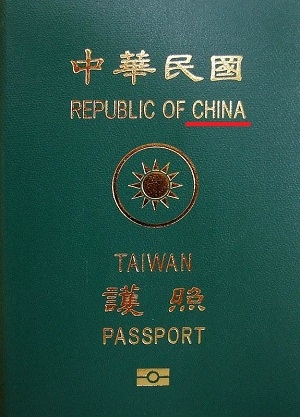 中華民國
REPUBLIC OF CHINA
TAIWAN
護照
PASSPORT